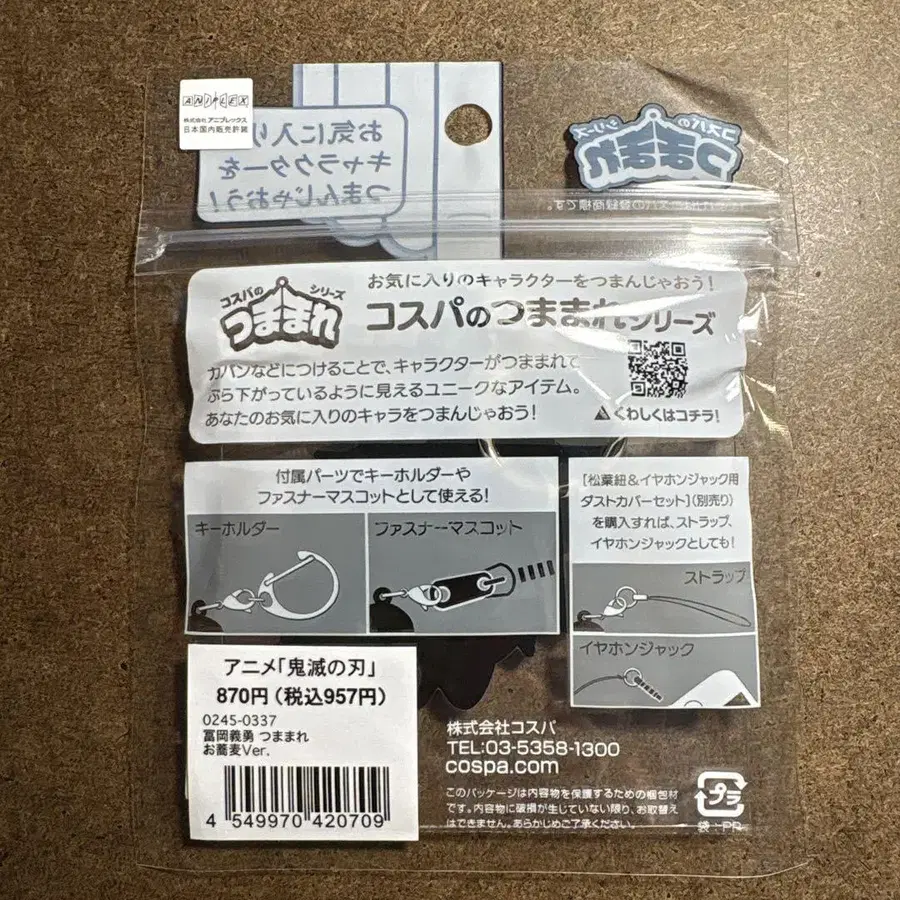 ANIPLEX
株式会社 アニプレックス
日本国内販売許諾
お気に入り
キャラクターを
つまんじゃおう!
コスパの
シリーズ
つままれ
の登録商標です。
コスパの
シリーズ
つままれ
お気に入りのキャラクターをつまんじゃおう!
コスパのつままれシリーズ
カバンなどにつけることで、キャラクターがつままれて
ぶら下がっているように見えるユニークなアイテム。
あなたのお気に入りのキャラをつまんじゃおう!
▲くわしくはコチラ!
付属パーツでキーホルダーや
ファスナーマスコットとして使える!
キーホルダー
ファスナーマスコット
[松葉紐&イヤホンジャック用
ダストカバーセット](別売り)
を購入すれば、ストラップ、
イヤホンジャックとしても!
ストラップ
イヤホンジャック
アニメ「鬼滅の刃」
870円(税込957円)
0245-0337
冨岡義勇 つままれ
お蕎麦Ver.
4 549970 420709
株式会社コスパ
TEL:03-5358-1300
cospa.com
このパッケージは内容物を保護するための梱包材
です。内容物に破損が生じていない限り、お取替え
はできません。あらかじめご了承ください。
プラ
袋:PP